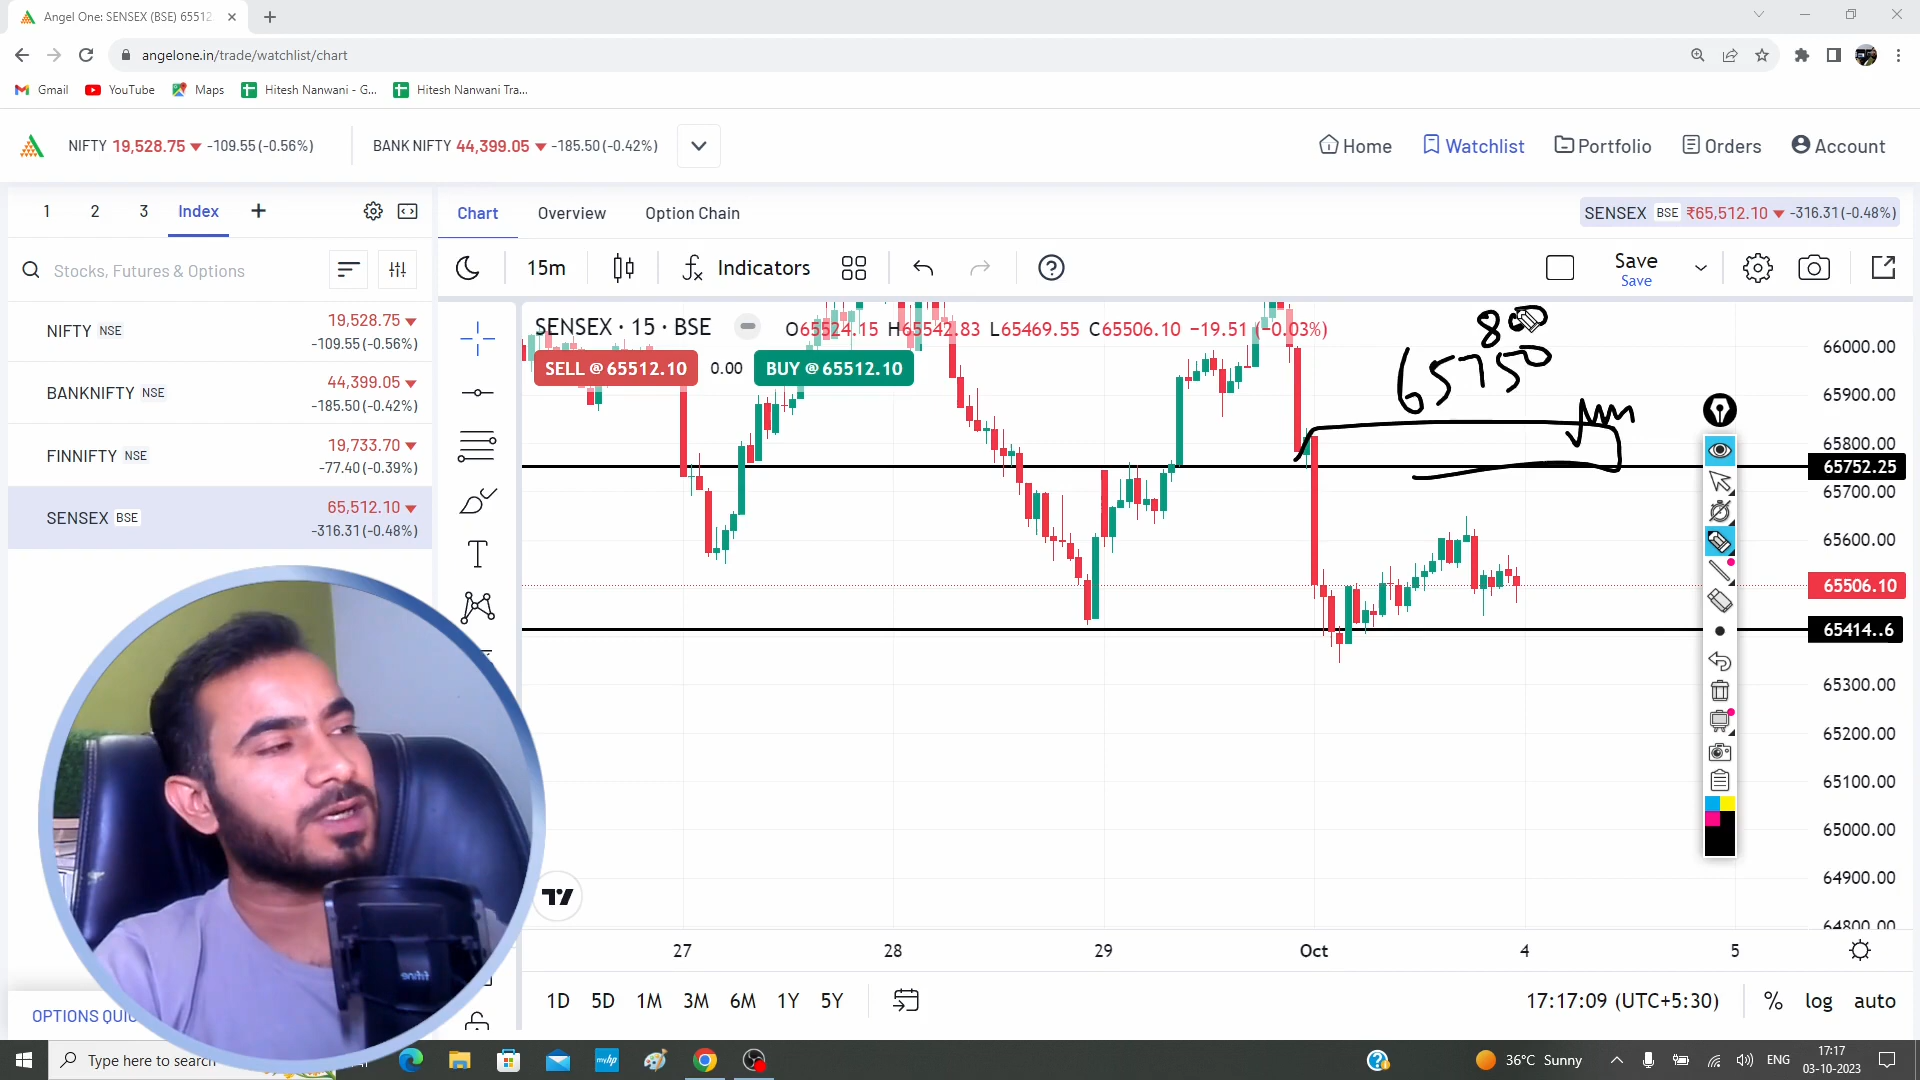 Angel One: SENSEX (BSE) 65512
angelone.in/trade/watchlist/chart
Gmail YouTube Maps Hitesh Nanwani - G... Hitesh Nanwani Tra...
NIFTY 19,528.75 ▼ -109.55 (-0.56%) BANK NIFTY 44,399.05 ▼ -185.50 (-0.42%) Home Watchlist Portfolio Orders Account
1 2 3 Index +
Chart Overview Option Chain SENSEX BSE ₹65,512.10 ▼ -316.31 (-0.48%)
Stocks, Futures & Options
15m Indicators Save
Save
NIFTY NSE 19,528.75 ▼
-109.55 (-0.56%)
BANKNIFTY NSE 44,399.05 ▼
-185.50 (-0.42%)
FINNIFTY NSE 19,733.70 ▼
-77.40 (-0.39%)
SENSEX BSE 65,512.10 ▼
-316.31 (-0.48%)
SENSEX · 15 · BSE O65524.15 H65542.83 L65469.55 C65506.10 −19.51 (−0.03%)
SELL @ 65512.10 0.00 BUY @ 65512.10
800
65750
66000.00
65900.00
65800.00
65752.25
65700.00
65600.00
65506.10
65414..6
65300.00
65200.00
65100.00
65000.00
64900.00
64800.00
27 28 29 Oct 4 5
1D 5D 1M 3M 6M 1Y 5Y 17:17:09 (UTC+5:30) % log auto
OPTIONS QUIC
fifine
Type here to search
myhp
36°C Sunny ENG 17:17
03-10-2023